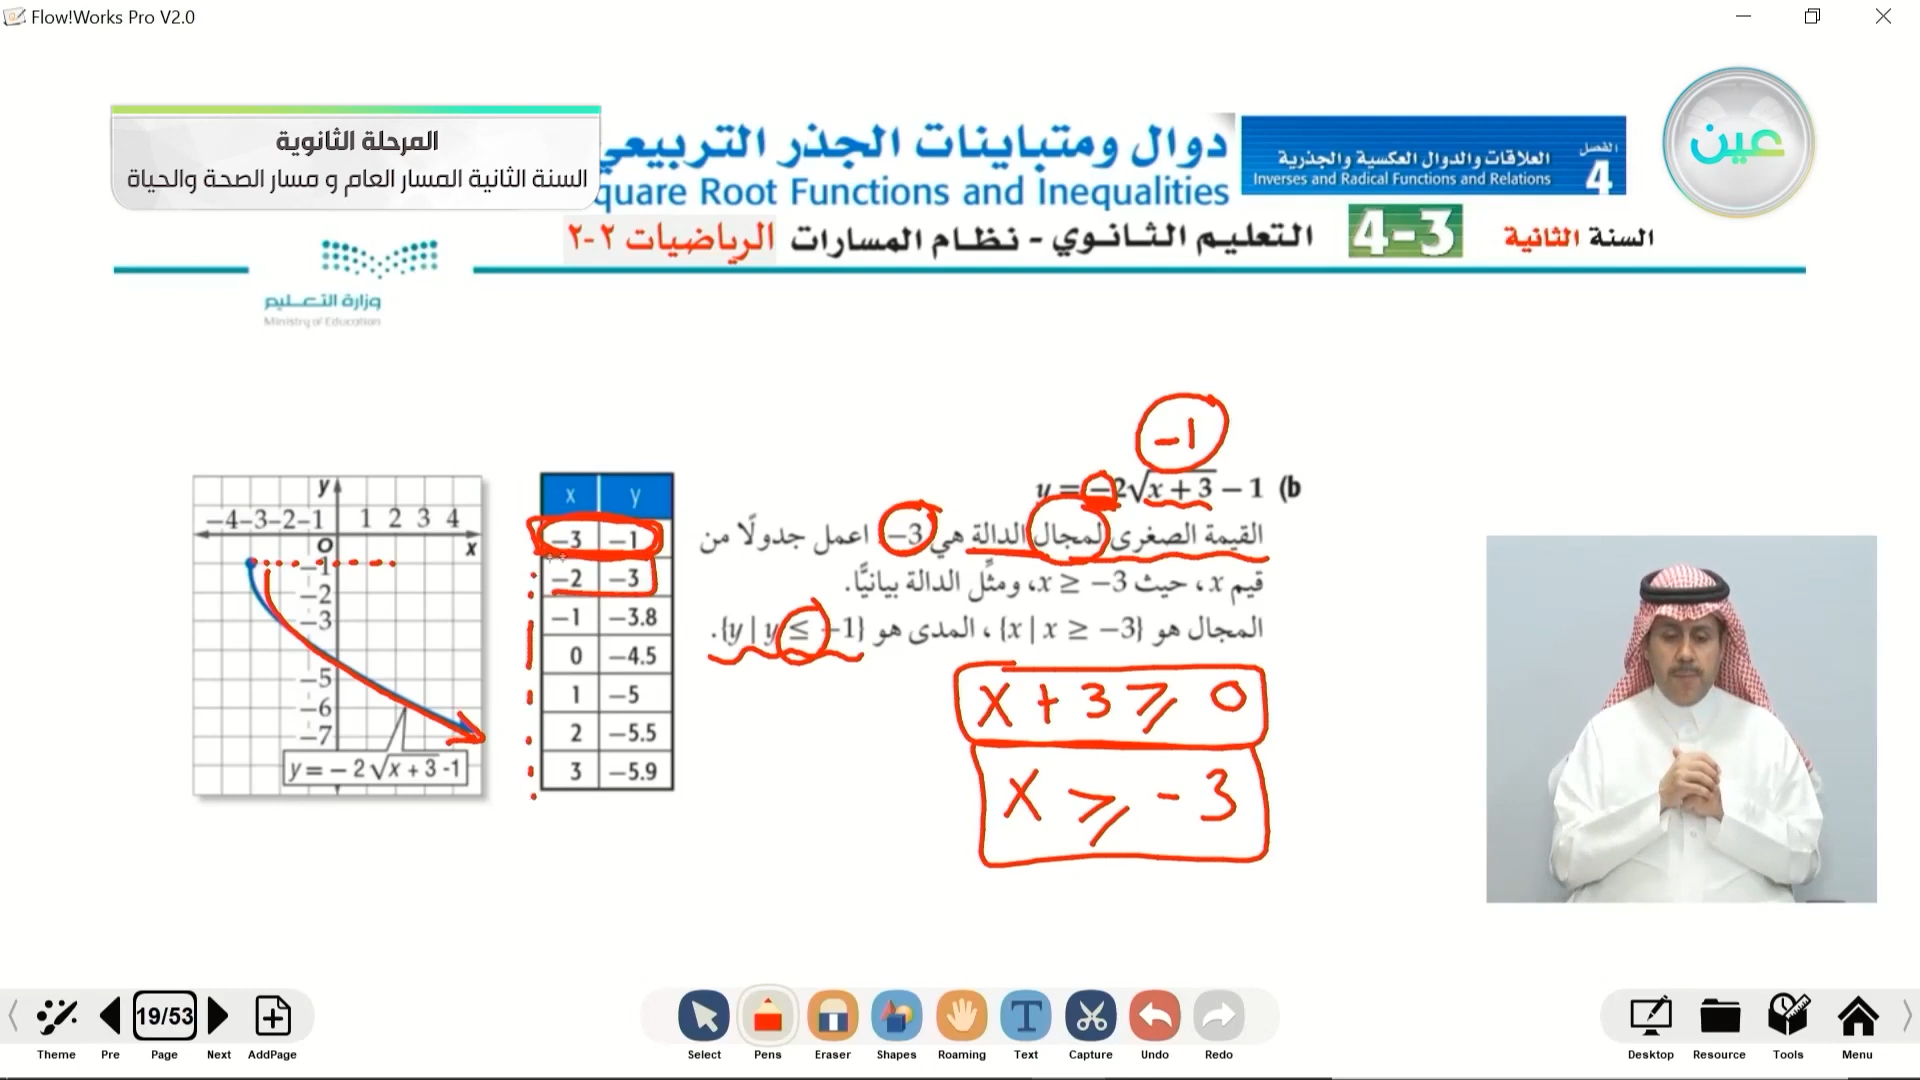 Flow!Works Pro V2.0
المرحلة الثانوية
السنة الثانية المسار العام و مسار الصحة والحياة
دوال ومتباينات الجذر التربيعي
quare Root Functions and Inequalities
الفصل 4
العلاقات والدوال العكسية والجذرية
Inverses and Radical Functions and Relations
عين
السنة الثانية
4-3
التعليم الثانوي - نظام المسارات الرياضيات ٢-٢
وزارة التعليم
Ministry of Education
-1
y = -2√x + 3 - 1 (b
القيمة الصغرى لمجال الدالة هي -3. اعمل جدولًا من
قيم x ، حيث x ≥ -3، ومثِّل الدالة بيانيًّا.
المجال هو {x | x ≥ -3} ، المدى هو {y | y ≤ -1}.
x + 3 ≥ 0
x ≥ -3
x y
-3 -1
-2 -3
-1 -3.8
0 -4.5
1 -5
2 -5.5
3 -5.9
y
-4-3-2-1 1 2 3 4
O x
-1
-2
-3
-5
-6
-7
y = - 2√x + 3 -1
19/53
Theme Pre Page Next AddPage
Select Pens Eraser Shapes Roaming Text Capture Undo Redo
T
Desktop Resource Tools Menu